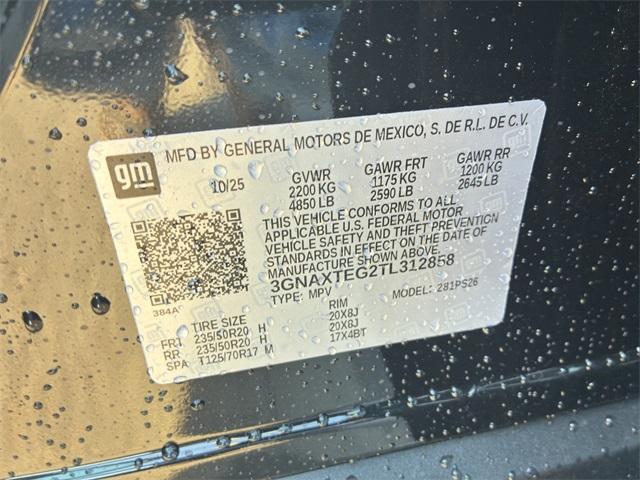 gm
MFD BY GENERAL MOTORS DE MEXICO, S. DE R.L. DE C.V.
10/25
GVWR
2200 KG
4850 LB
GAWR FRT
1175 KG
2590 LB
GAWR RR
1200 KG
2645 LB
THIS VEHICLE CONFORMS TO ALL
APPLICABLE U.S. FEDERAL MOTOR
VEHICLE SAFETY AND THEFT PREVENTION
STANDARDS IN EFFECT ON THE DATE OF
MANUFACTURE SHOWN ABOVE.
3GNAXTEG2TL312858
TYPE: MPV MODEL: 281PS26
384A
TIRE SIZE RIM
FRT 235/50R20 H 20X8J
RR 235/50R20 H 20X8J
SPA T125/70R17 M 17X4BT